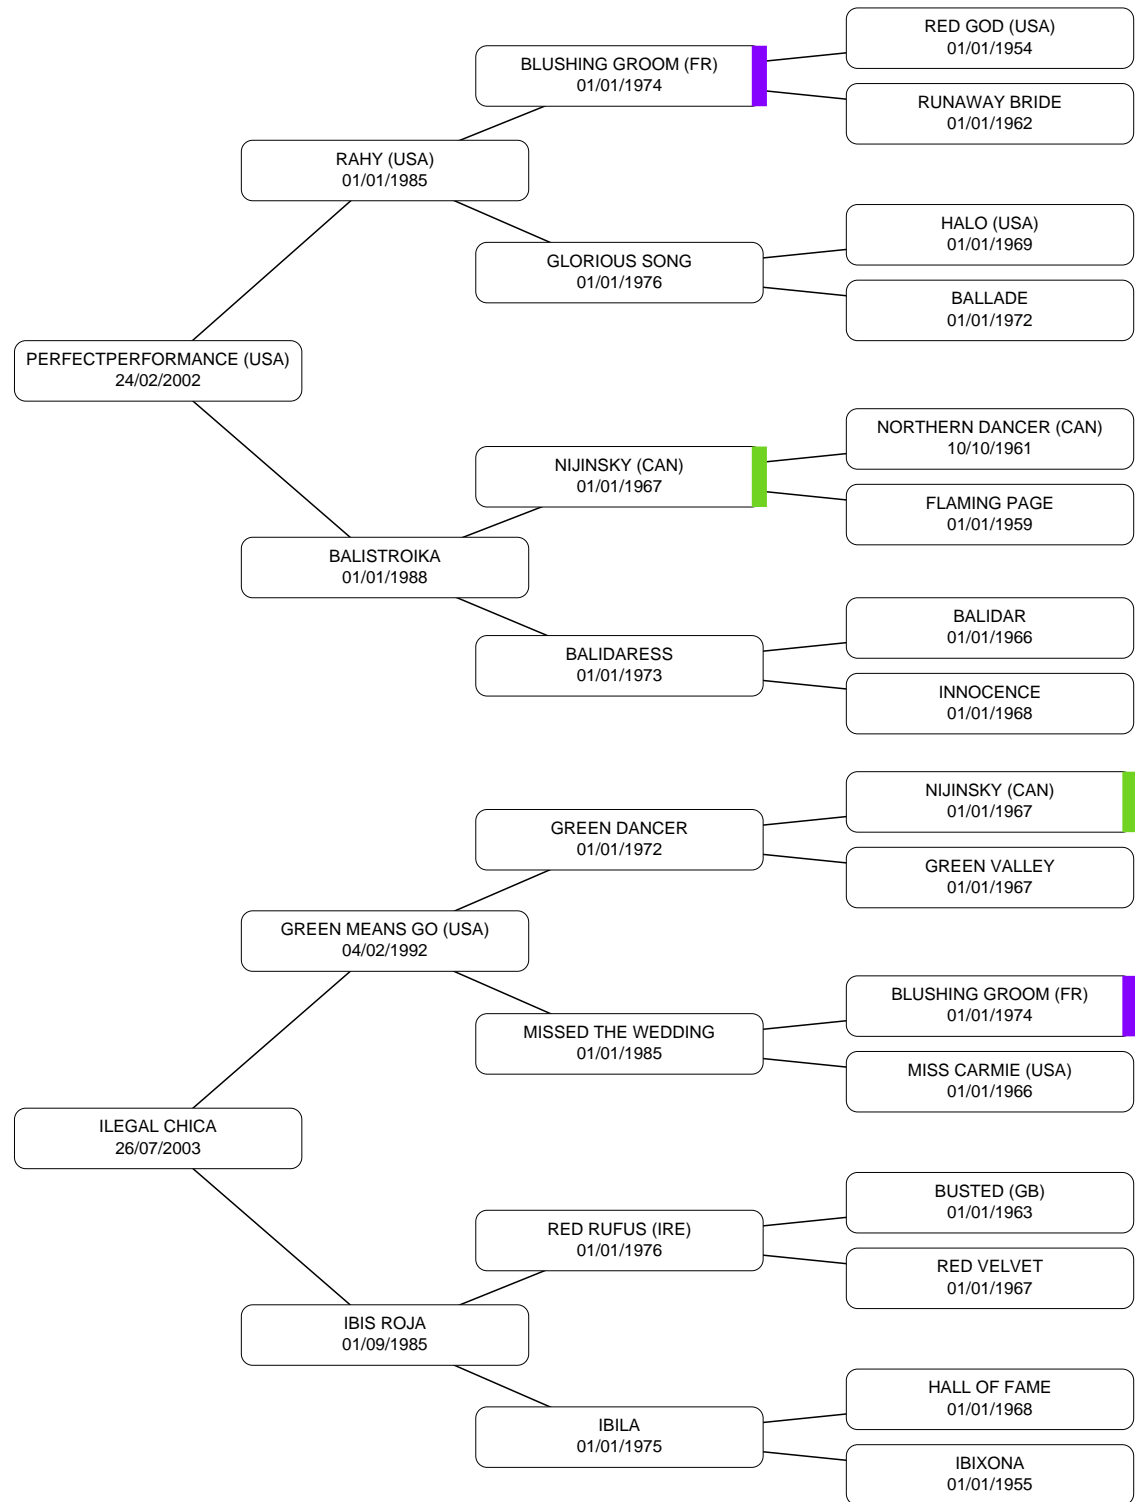 RED GOD (USA)
01/01/1954
BLUSHING GROOM (FR)
01/01/1974
RUNAWAY BRIDE
01/01/1962
RAHY (USA)
01/01/1985
HALO (USA)
01/01/1969
GLORIOUS SONG
01/01/1976
BALLADE
01/01/1972
PERFECTPERFORMANCE (USA)
24/02/2002
NORTHERN DANCER (CAN)
10/10/1961
NIJINSKY (CAN)
01/01/1967
FLAMING PAGE
01/01/1959
BALISTROIKA
01/01/1988
BALIDAR
01/01/1966
BALIDARESS
01/01/1973
INNOCENCE
01/01/1968
NIJINSKY (CAN)
01/01/1967
GREEN DANCER
01/01/1972
GREEN VALLEY
01/01/1967
GREEN MEANS GO (USA)
04/02/1992
BLUSHING GROOM (FR)
01/01/1974
MISSED THE WEDDING
01/01/1985
MISS CARMIE (USA)
01/01/1966
ILEGAL CHICA
26/07/2003
BUSTED (GB)
01/01/1963
RED RUFUS (IRE)
01/01/1976
RED VELVET
01/01/1967
IBIS ROJA
01/09/1985
HALL OF FAME
01/01/1968
IBILA
01/01/1975
IBIXONA
01/01/1955